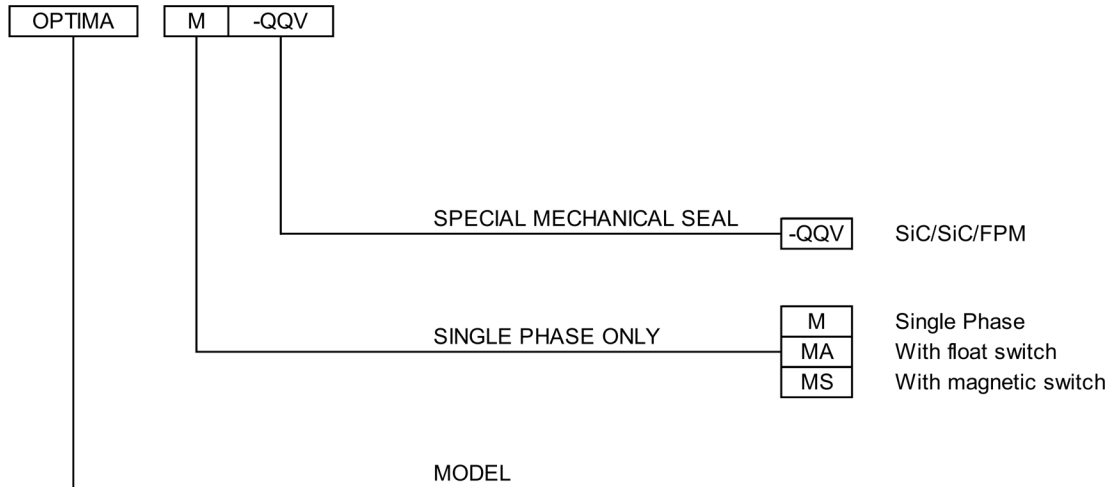 OPTIMA M -QQV
SPECIAL MECHANICAL SEAL -QQV SiC/SiC/FPM
M Single Phase
SINGLE PHASE ONLY MA With float switch
MS With magnetic switch
MODEL